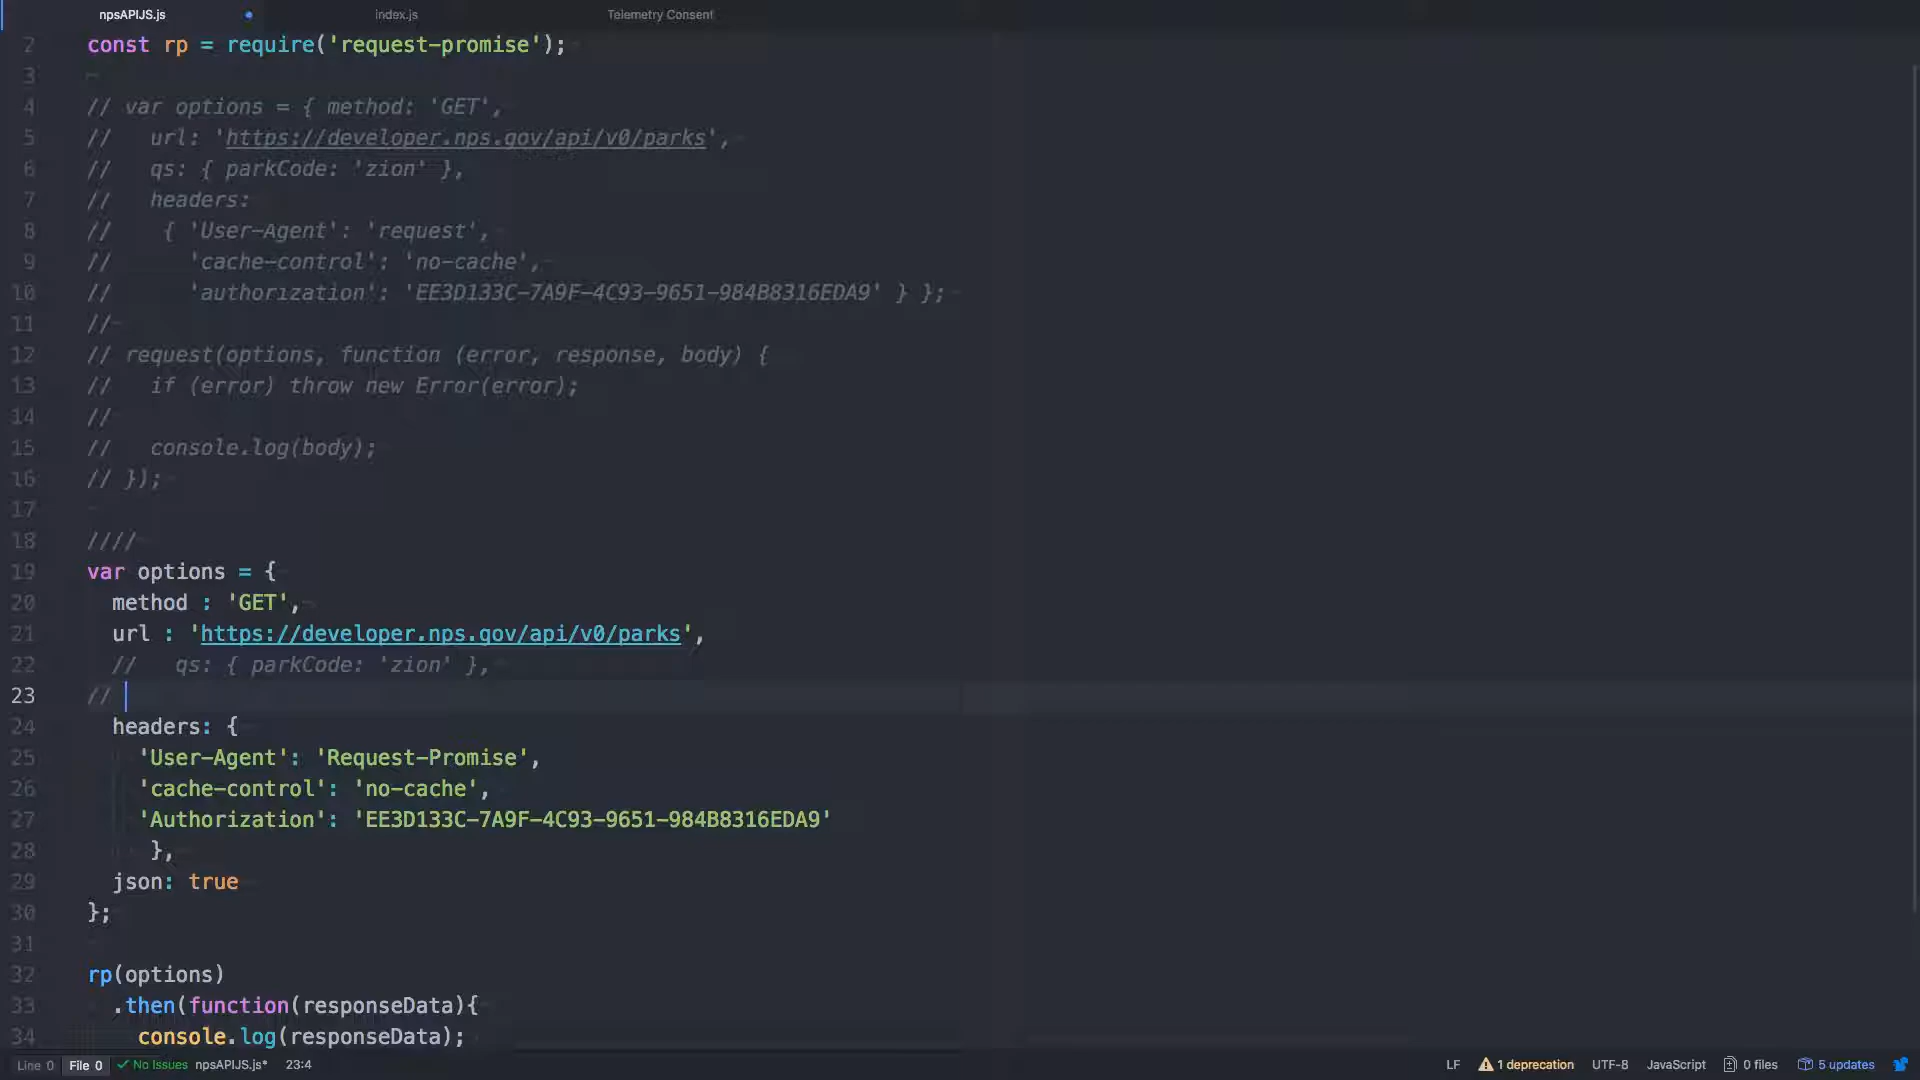 npsAPIJS.js index.js Telemetry Consent
2 const rp = require('request-promise');
3
4 // var options = { method: 'GET',
5 //   url: 'https://developer.nps.gov/api/v0/parks',
6 //   qs: { parkCode: 'zion' },
7 //   headers:
8 //    { 'User-Agent': 'request',
9 //      'cache-control': 'no-cache',
10 //      'authorization': 'EE3D133C-7A9F-4C93-9651-984B8316EDA9' } };
11 //
12 // request(options, function (error, response, body) {
13 //   if (error) throw new Error(error);
14 //
15 //   console.log(body);
16 // });
17
18 ////
19 var options = {
20   method : 'GET',
21   url : 'https://developer.nps.gov/api/v0/parks',
22   //   qs: { parkCode: 'zion' },
23 //
24   headers: {
25     'User-Agent': 'Request-Promise',
26     'cache-control': 'no-cache',
27     'Authorization': 'EE3D133C-7A9F-4C93-9651-984B8316EDA9'
28      },
29   json: true
30 };
31
32 rp(options)
33   .then(function(responseData){
34     console.log(responseData);
Line 0 File 0 No Issues npsAPIJS.js* 23:4 LF 1 deprecation UTF-8 JavaScript 0 files 5 updates